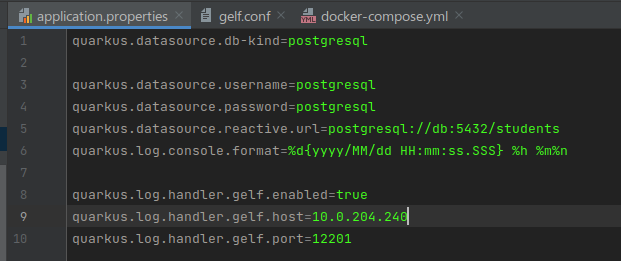 application.properties
gelf.conf
YML
docker-compose.yml
1 quarkus.datasource.db-kind=postgresql
2
3 quarkus.datasource.username=postgresql
4 quarkus.datasource.password=postgresql
5 quarkus.datasource.reactive.url=postgresql://db:5432/students
6 quarkus.log.console.format=%d{yyyy/MM/dd HH:mm:ss.SSS} %h %m%n
7
8 quarkus.log.handler.gelf.enabled=true
9 quarkus.log.handler.gelf.host=10.0.204.240
10 quarkus.log.handler.gelf.port=12201